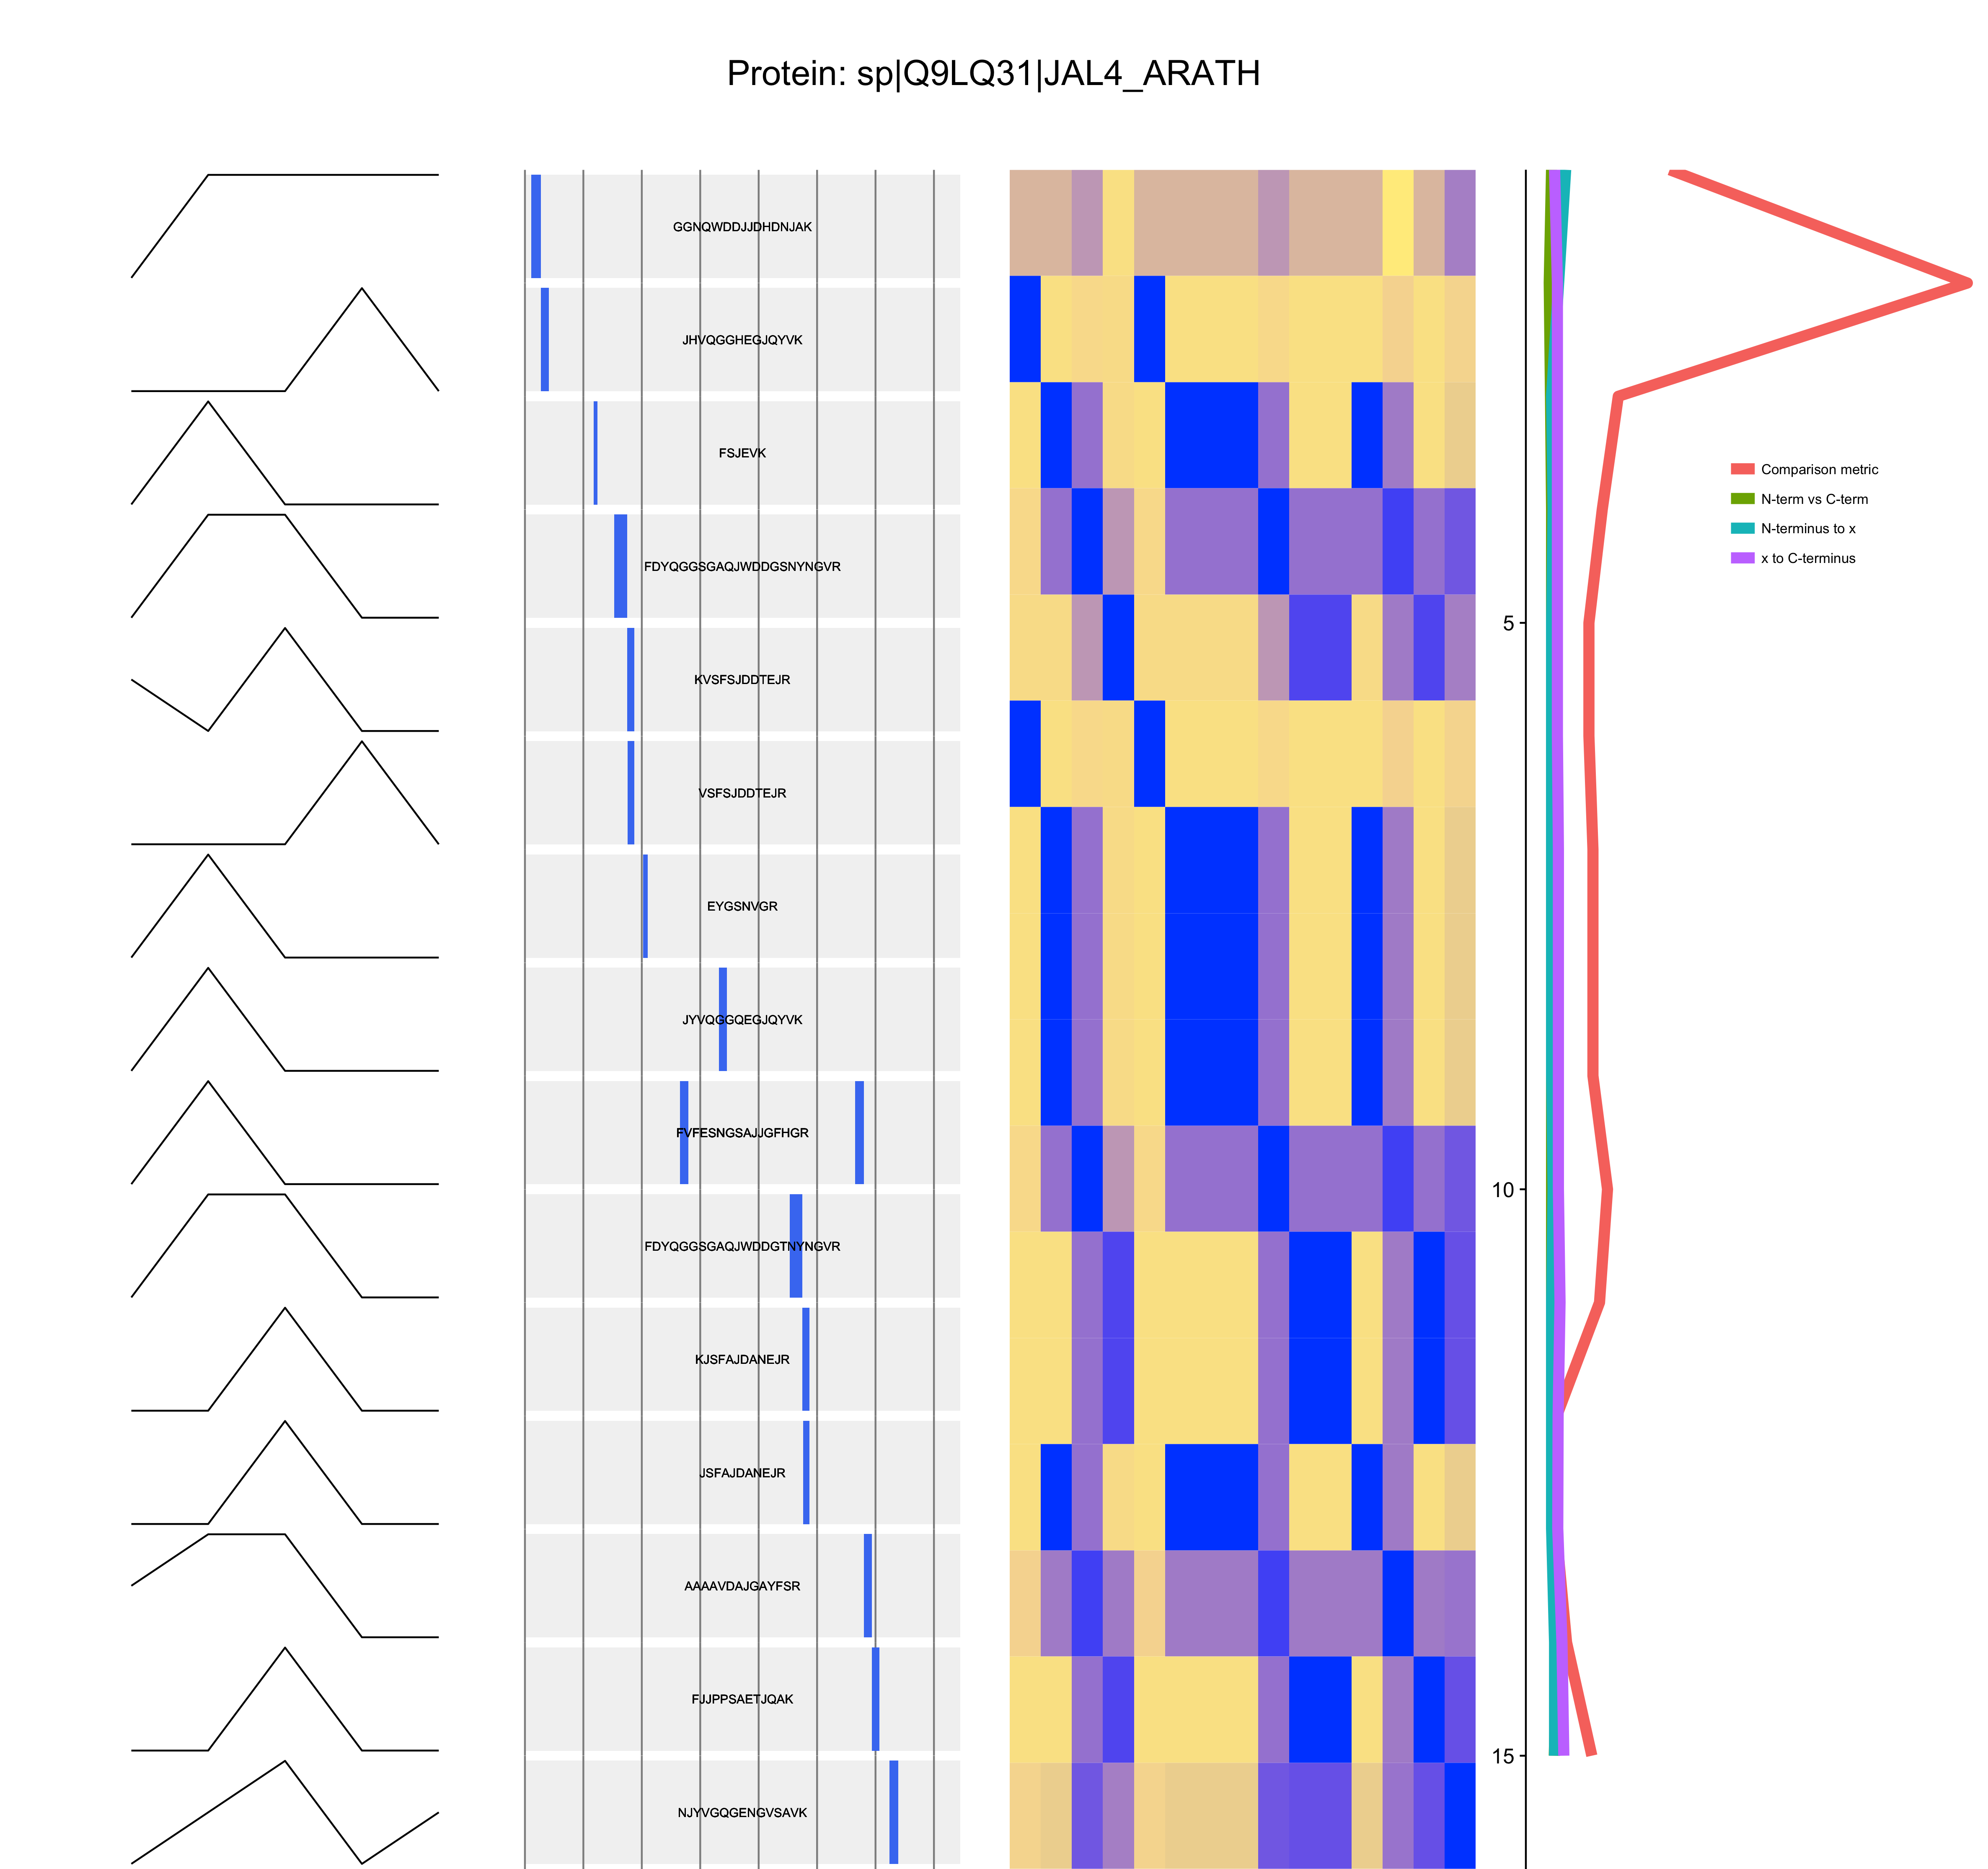 Protein: sp|Q9LQ31|JAL4_ARATH
GGNQWDDJJDHDNJAK
JHVQGGHEGJQYVK
FSJEVK
Comparison metric
N-term vs C-term
N-terminus to x
x to C-terminus
FDYQGGSGAQJWDDGSNYNGVR
5
KVSFSJDDTEJR
VSFSJDDTEJR
EYGSNVGR
JYVQGGQEGJQYVK
FVFESNGSAJJGFHGR
10
FDYQGGSGAQJWDDGTNYNGVR
KJSFAJDANEJR
JSFAJDANEJR
AAAAVDAJGAYFSR
FJJPPSAETJQAK
15
NJYVGQGENGVSAVK